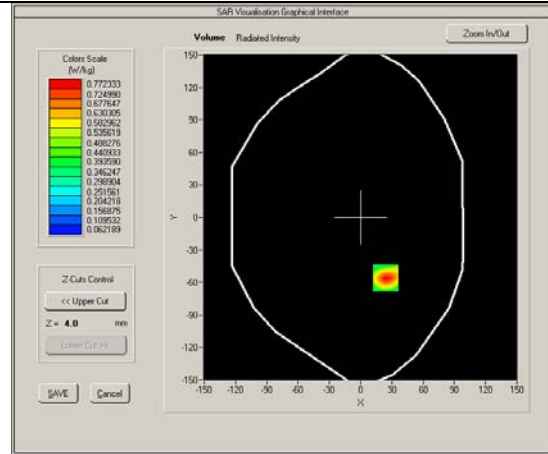 SAR Visualisation Graphical Interface
Volume Radiated Intensity
Zoom In/Out
Colors Scale
(W/kg)
0.772333
0.724990
0.677647
0.630305
0.582962
0.535619
0.488276
0.440933
0.393590
0.346247
0.298904
0.251561
0.204218
0.156875
0.109532
0.062189
Z-Cuts Control
<< Upper Cut
Z = 4.0 mm
Lower Cut >>
SAVE Cancel
150-
120-
90-
60-
30-
0-
-30-
-60-
-90-
-120-
-150-
Y
-150 -120 -90 -60 -30 0 30 60 90 120 150
X